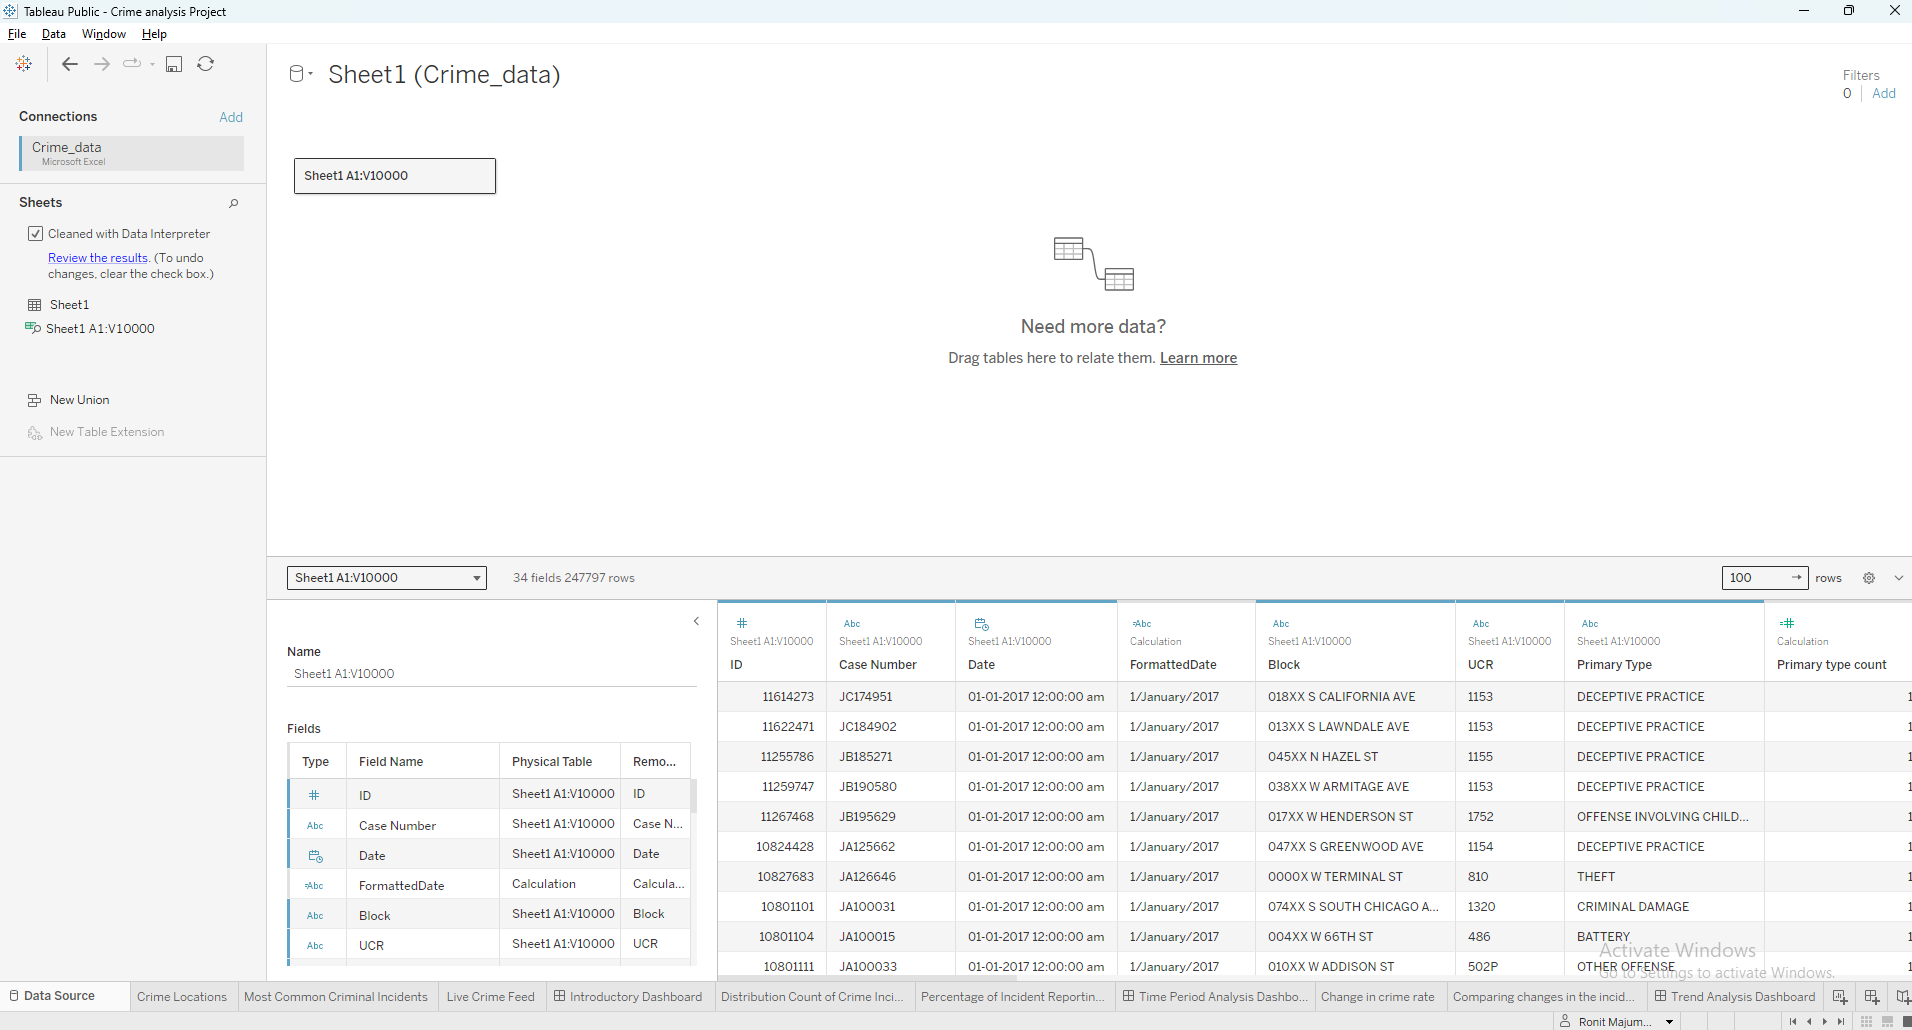 Tableau Public - Crime analysis Project
File Data Window Help
Sheet1 (Crime_data)
Filters
0 Add
Connections Add
Crime_data
Microsoft Excel
Sheets
Cleaned with Data Interpreter
Review the results. (To undo
changes, clear the check box.)
Sheet1
Sheet1 A1:V10000
New Union
New Table Extension
Sheet1 A1:V10000
Need more data?
Drag tables here to relate them. Learn more
Sheet1 A1:V10000 34 fields 247797 rows 100 rows
Name
Sheet1 A1:V10000
Fields
Type Field Name Physical Table Remo...
# ID Sheet1 A1:V10000 ID
Abc Case Number Sheet1 A1:V10000 Case N...
Date Sheet1 A1:V10000 Date
=Abc FormattedDate Calculation Calcula...
Abc Block Sheet1 A1:V10000 Block
Abc UCR Sheet1 A1:V10000 UCR
# Abc =Abc Abc Abc Abc =#
Sheet1 A1:V10000 Sheet1 A1:V10000 Sheet1 A1:V10000 Calculation Sheet1 A1:V10000 Sheet1 A1:V10000 Sheet1 A1:V10000 Calculation
ID Case Number Date FormattedDate Block UCR Primary Type Primary type count
11614273 JC174951 01-01-2017 12:00:00 am 1/January/2017 018XX S CALIFORNIA AVE 1153 DECEPTIVE PRACTICE 1
11622471 JC184902 01-01-2017 12:00:00 am 1/January/2017 013XX S LAWNDALE AVE 1153 DECEPTIVE PRACTICE 1
11255786 JB185271 01-01-2017 12:00:00 am 1/January/2017 045XX N HAZEL ST 1155 DECEPTIVE PRACTICE 1
11259747 JB190580 01-01-2017 12:00:00 am 1/January/2017 038XX W ARMITAGE AVE 1153 DECEPTIVE PRACTICE 1
11267468 JB195629 01-01-2017 12:00:00 am 1/January/2017 017XX W HENDERSON ST 1752 OFFENSE INVOLVING CHILD... 1
10824428 JA125662 01-01-2017 12:00:00 am 1/January/2017 047XX S GREENWOOD AVE 1154 DECEPTIVE PRACTICE 1
10827683 JA126646 01-01-2017 12:00:00 am 1/January/2017 0000X W TERMINAL ST 810 THEFT 1
10801101 JA100031 01-01-2017 12:00:00 am 1/January/2017 074XX S SOUTH CHICAGO A... 1320 CRIMINAL DAMAGE 1
10801104 JA100015 01-01-2017 12:00:00 am 1/January/2017 004XX W 66TH ST 486 BATTERY 1
10801111 JA100033 01-01-2017 12:00:00 am 1/January/2017 010XX W ADDISON ST 502P OTHER OFFENSE 1
Activate Windows
Go to Settings to activate Windows.
Data Source Crime Locations Most Common Criminal Incidents Live Crime Feed Introductory Dashboard Distribution Count of Crime Inci... Percentage of Incident Reportin... Time Period Analysis Dashbo... Change in crime rate Comparing changes in the incid... Trend Analysis Dashboard
Ronit Majum...